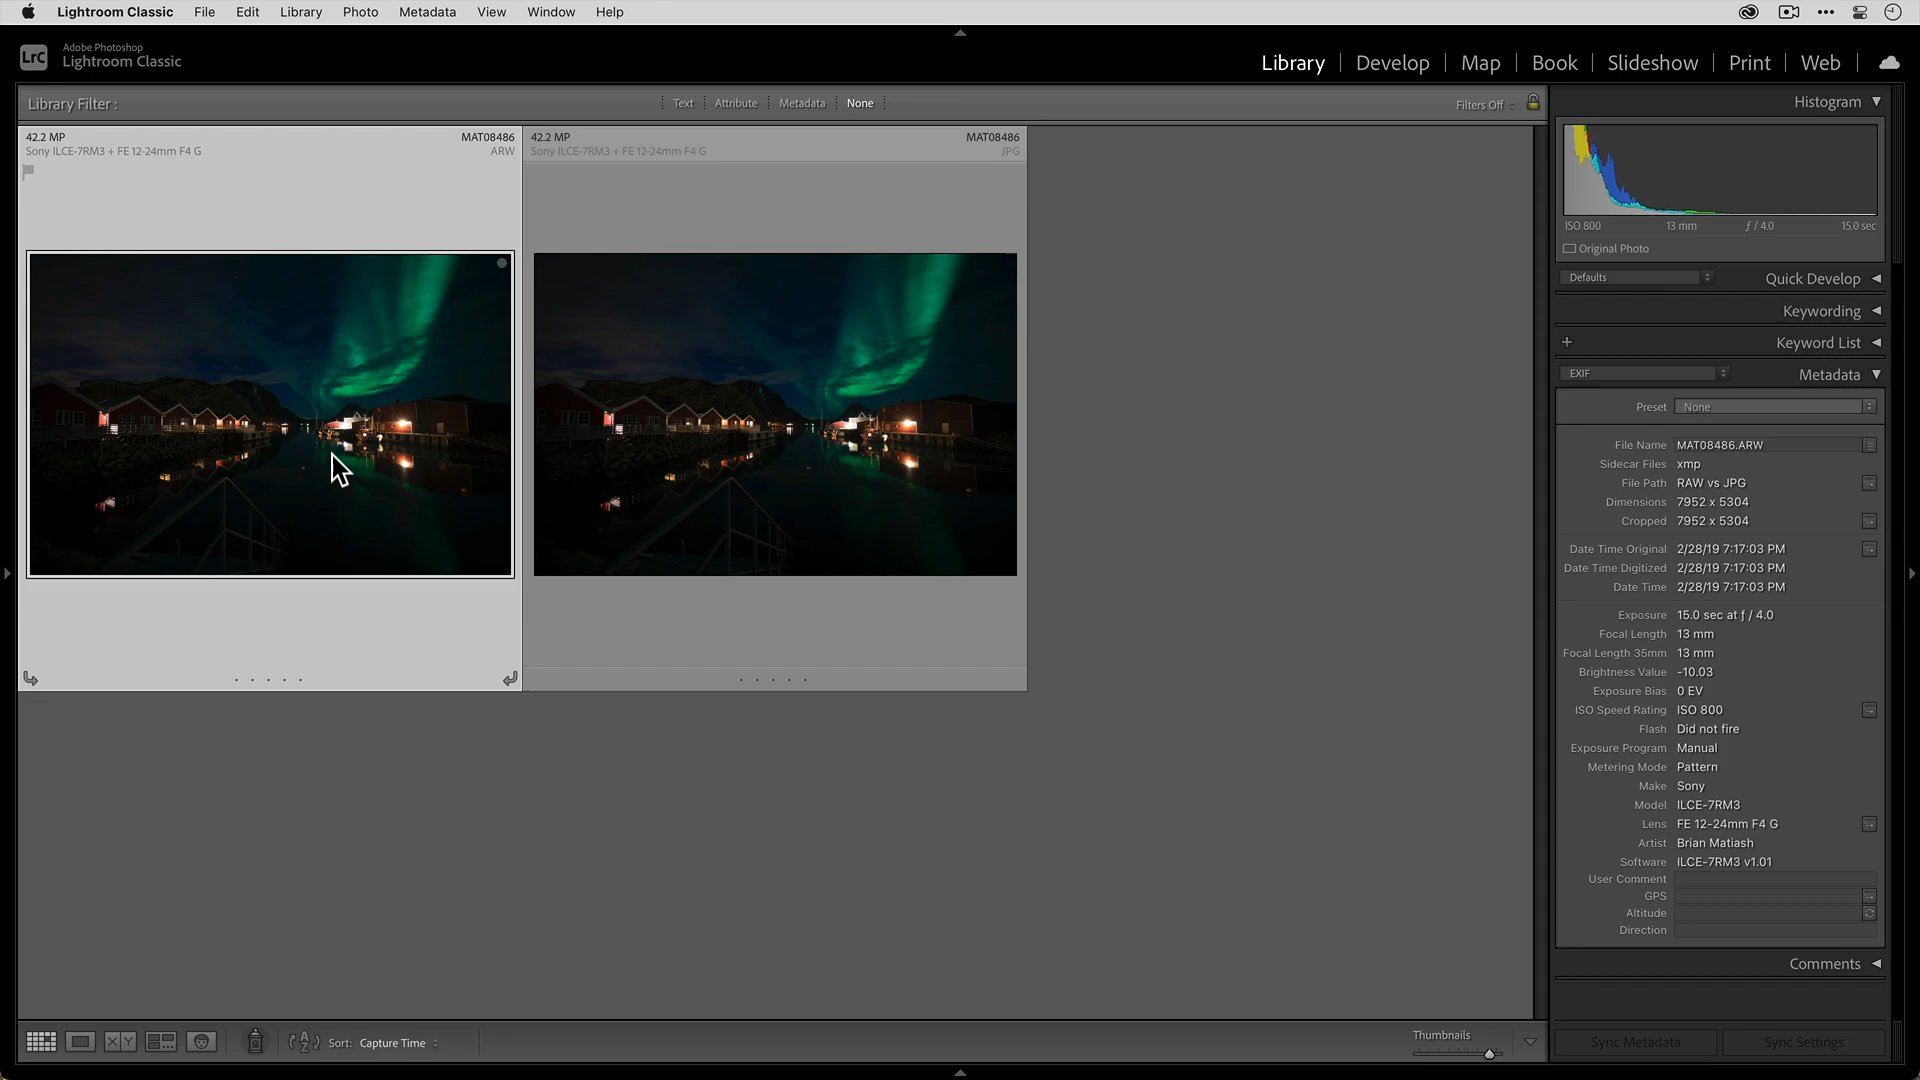 Lightroom Classic File Edit Library Photo Metadata View Window Help
LrC
Adobe Photoshop
Lightroom Classic
Library Develop Map Book Slideshow Print Web
Library Filter :
Text Attribute Metadata None
Filters Off
42.2 MP MAT08486
Sony ILCE-7RM3 + FE 12-24mm F4 G ARW
42.2 MP MAT08486
Sony ILCE-7RM3 + FE 12-24mm F4 G JPG
Sort: Capture Time
Thumbnails
Histogram
ISO 800 13 mm ƒ / 4.0 15.0 sec
Original Photo
Defaults Quick Develop
Keywording
+ Keyword List
EXIF Metadata
Preset None
File Name MAT08486.ARW
Sidecar Files xmp
File Path RAW vs JPG
Dimensions 7952 x 5304
Cropped 7952 x 5304
Date Time Original 2/28/19 7:17:03 PM
Date Time Digitized 2/28/19 7:17:03 PM
Date Time 2/28/19 7:17:03 PM
Exposure 15.0 sec at ƒ / 4.0
Focal Length 13 mm
Focal Length 35mm 13 mm
Brightness Value -10.03
Exposure Bias 0 EV
ISO Speed Rating ISO 800
Flash Did not fire
Exposure Program Manual
Metering Mode Pattern
Make Sony
Model ILCE-7RM3
Lens FE 12-24mm F4 G
Artist Brian Matiash
Software ILCE-7RM3 v1.01
User Comment
GPS
Altitude
Direction
Comments
Sync Metadata Sync Settings